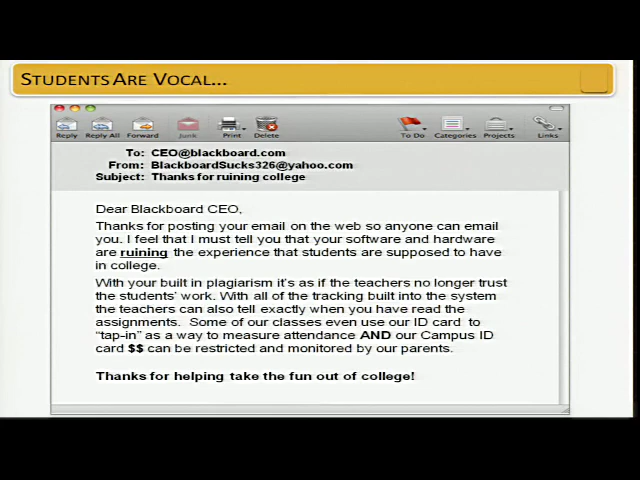 STUDENTS ARE VOCAL...
Reply Reply All Forward Junk Print Delete To Do Categories Projects Links
To: CEO@blackboard.com
From: BlackboardSucks326@yahoo.com
Subject: Thanks for ruining college
Dear Blackboard CEO,
Thanks for posting your email on the web so anyone can email
you. I feel that I must tell you that your software and hardware
are ruining the experience that students are supposed to have
in college.
With your built in plagiarism it's as if the teachers no longer trust
the students' work. With all of the tracking built into the system
the teachers can also tell exactly when you have read the
assignments. Some of our classes even use our ID card to
"tap-in" as a way to measure attendance AND our Campus ID
card $$ can be restricted and monitored by our parents.
Thanks for helping take the fun out of college!